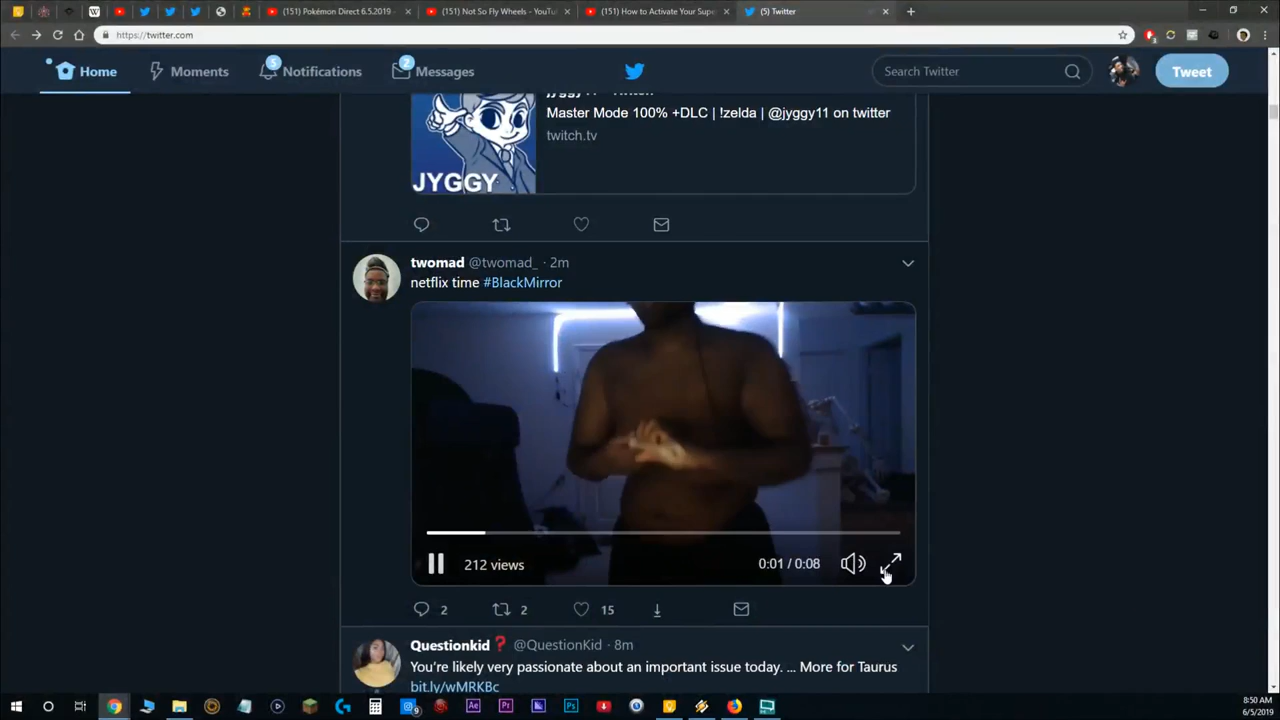 (151) Pokémon Direct 6.5.2019 -
(151) Not So Fly Wheels - YouTu
(151) How to Activate Your Supe
(5) Twitter
https://twitter.com
5
Home
Moments
Notifications
2
Messages
Search Twitter
Tweet
Master Mode 100% +DLC | !zelda | @jyggy11 on twitter
twitch.tv
JYGGY
twomad @twomad_ · 2m
netflix time #BlackMirror
212 views
0:01 / 0:08
2
2
15
Questionkid❓ @QuestionKid · 8m
You're likely very passionate about an important issue today. ... More for Taurus
bit.ly/wMRKBc
8:50 AM
6/5/2019